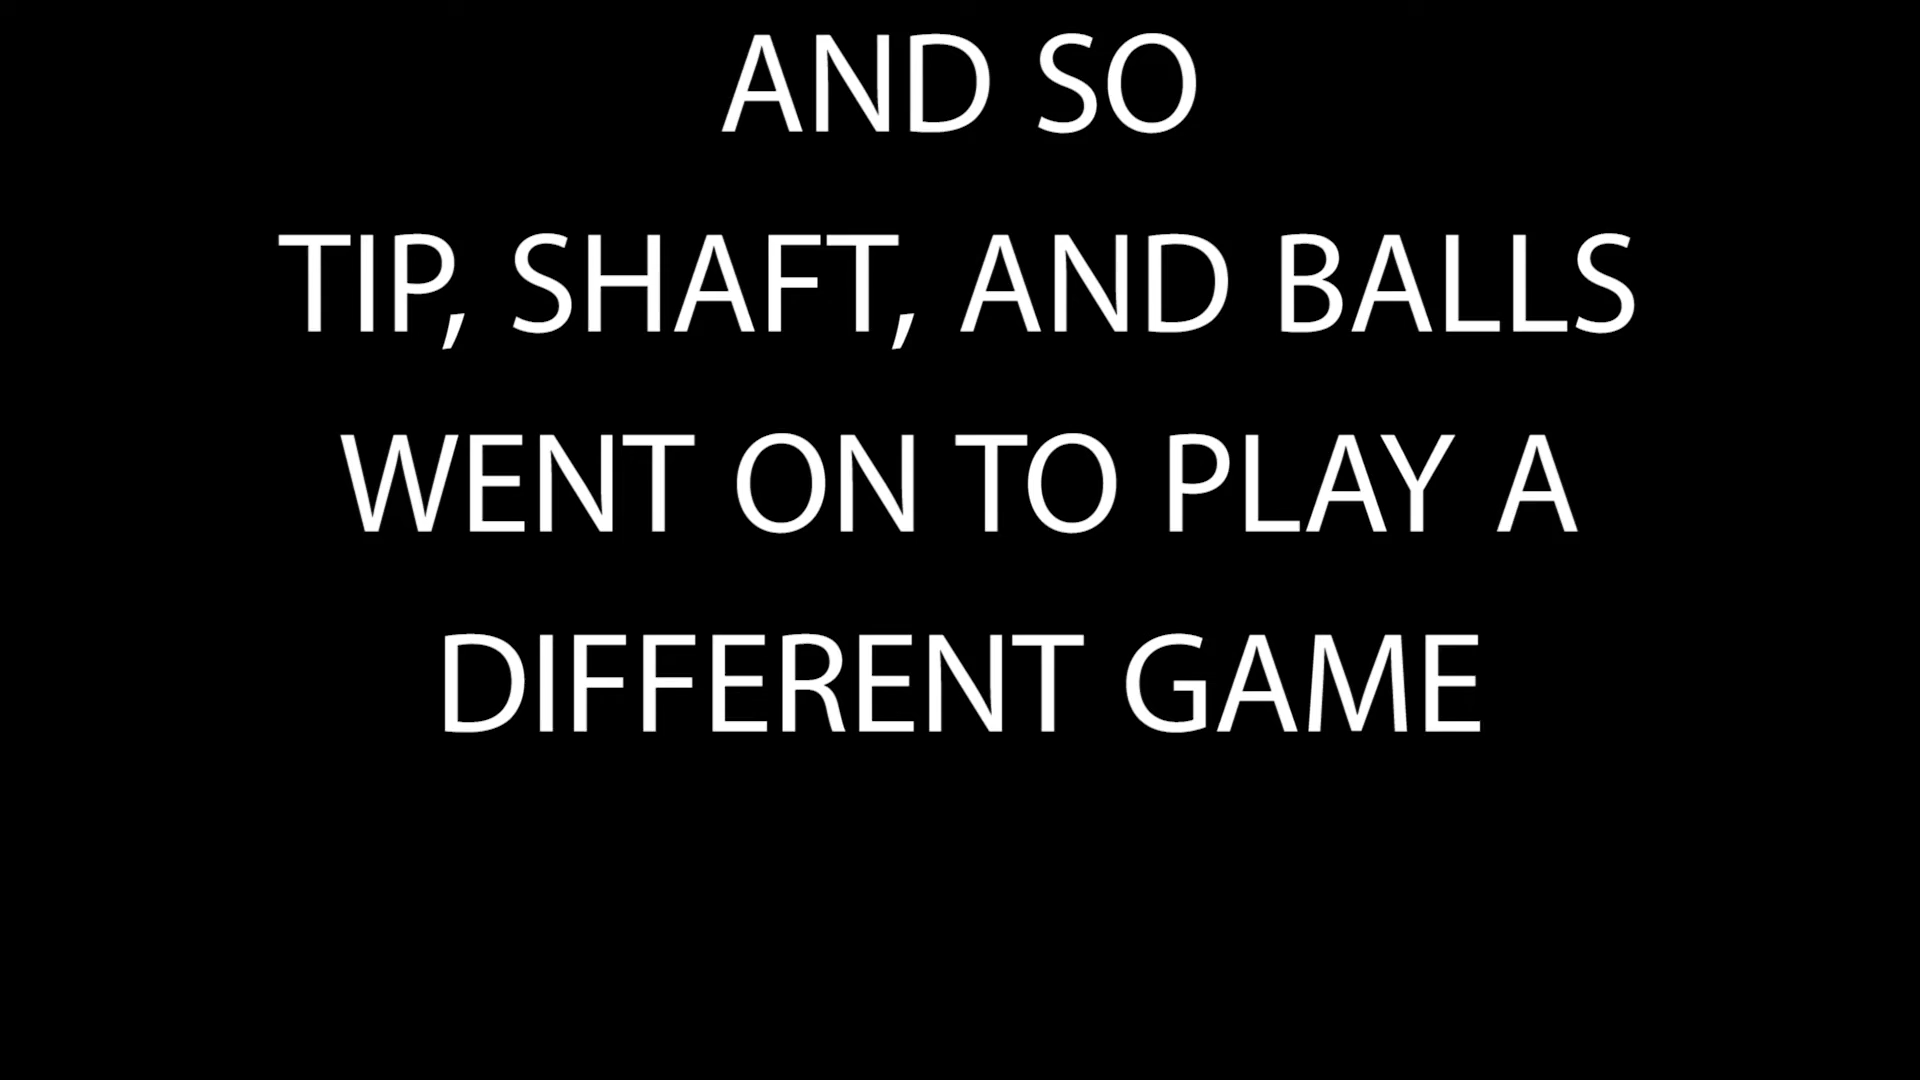 AND SO
TIP, SHAFT, AND BALLS
WENT ON TO PLAY A
DIFFERENT GAME